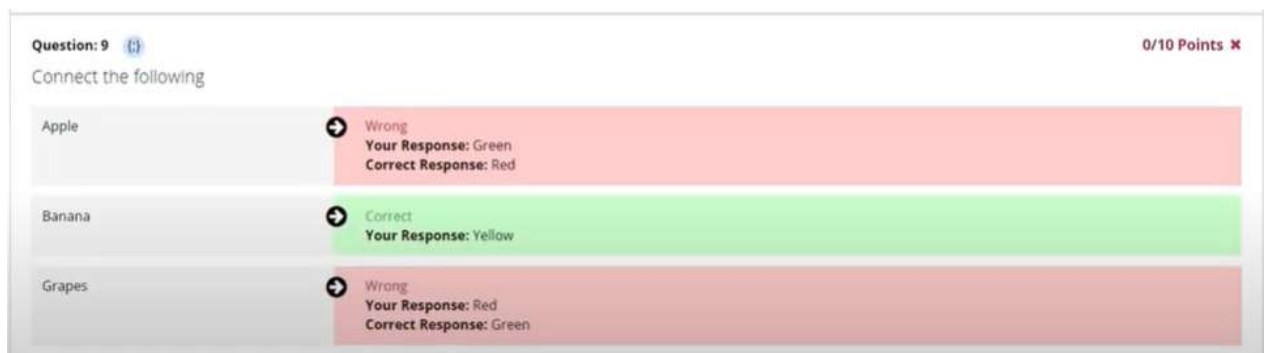 Question: 9 {;}
0/10 Points ×
Connect the following
Apple
Wrong
Your Response: Green
Correct Response: Red
Banana
Correct
Your Response: Yellow
Grapes
Wrong
Your Response: Red
Correct Response: Green